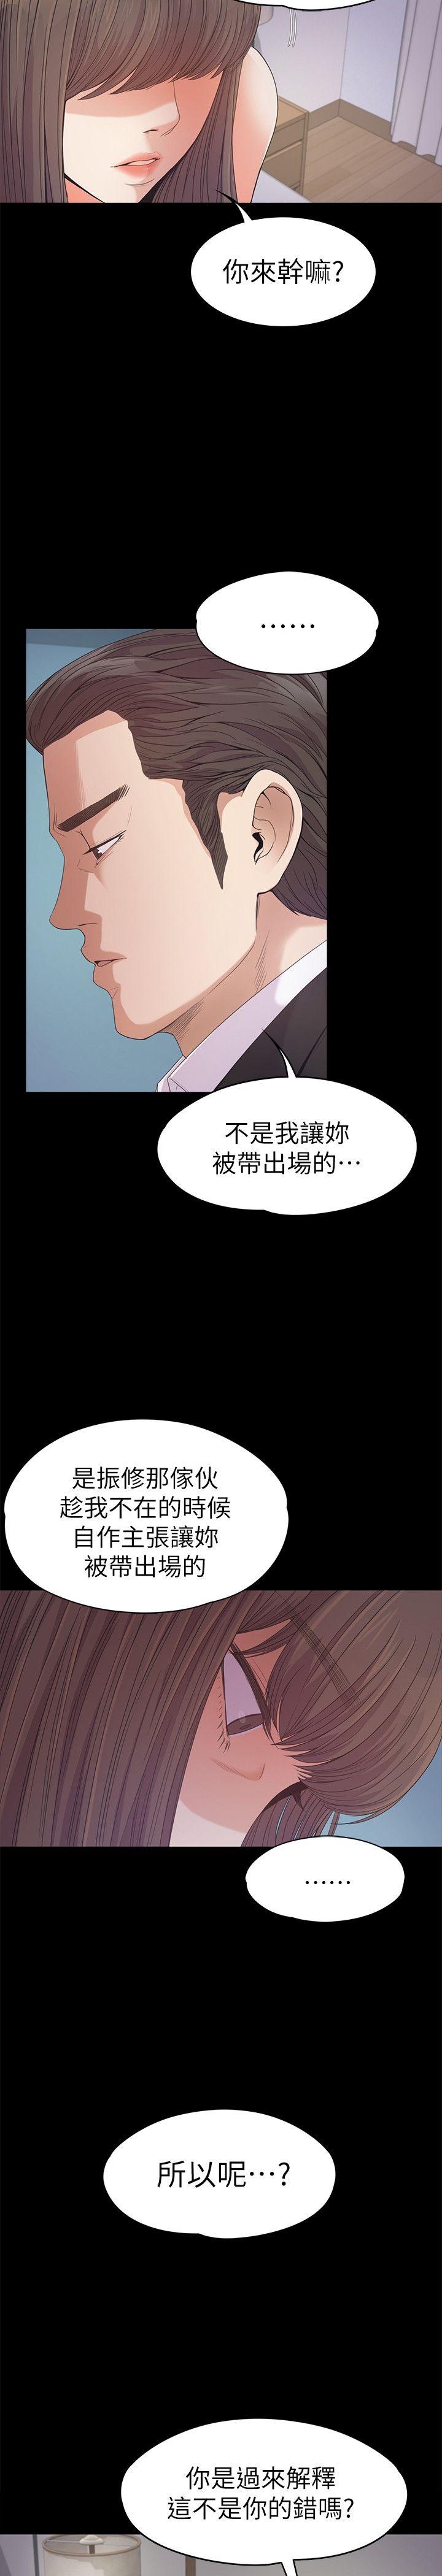 你來幹嘛?
⋯⋯
不是我讓妳
被帶出場的⋯
是振修那傢伙
趁我不在的時候
自作主張讓妳
被帶出場的
⋯⋯
所以呢⋯?
你是過來解釋
這不是你的錯嗎?